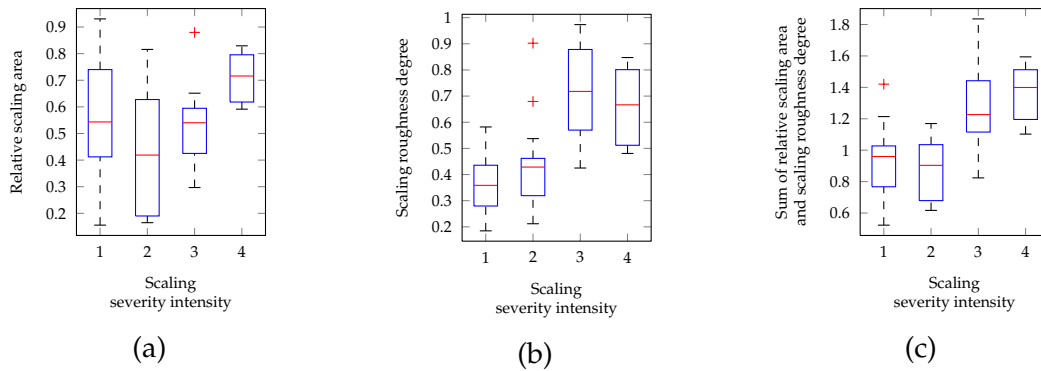 Relative scaling area
0.9
0.8
0.7
0.6
0.5
0.4
0.3
0.2
1 2 3 4
Scaling
severity intensity
(a)
Scaling roughness degree
1
0.9
0.8
0.7
0.6
0.5
0.4
0.3
0.2
1 2 3 4
Scaling
severity intensity
(b)
Sum of relative scaling area
and scaling roughness degree
1.8
1.6
1.4
1.2
1
0.8
0.6
1 2 3 4
Scaling
severity intensity
(c)